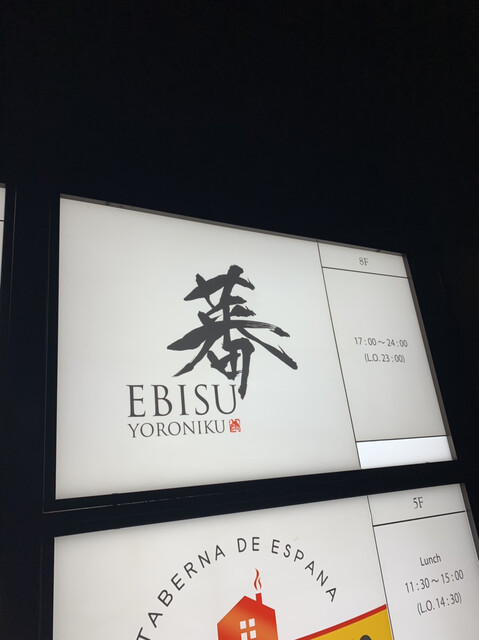 蕃
EBISU
YORONIKU
8F
17:00～24:00
(L.O. 23:00)
TABERNA DE ESPANA
5F
Lunch
11:30～15:00
(L.O. 14:30)